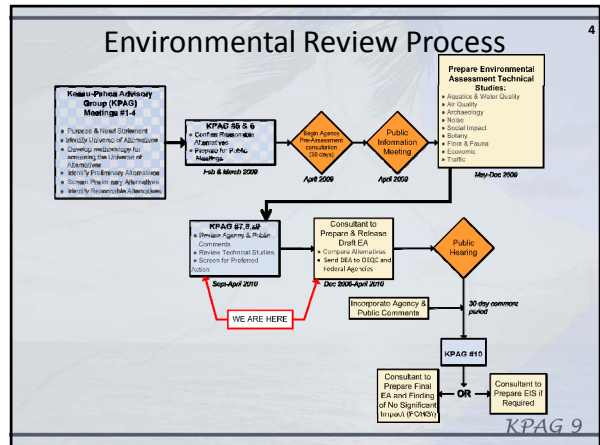 4
Environmental Review Process
Keaau-Pahoa Advisory
Group (KPAG)
Meetings #1-4
• Purpose & Need Statement
• Identify Universe of Alternatives
• Develop methodology for
screening the Universe of
Alternatives
• Identify Preliminary Alternatives
• Screen Preliminary Alternatives
• Identify Reasonable Alternatives
KPAG #5 & 6
• Confirm Reasonable
Alternatives
• Prepare for Public
Meetings
Feb & March 2009
Begin Agency
Pre-Assessment
consultation
(30 days)
April 2009
Public
Information
Meeting
April 2009
Prepare Environmental
Assessment Technical
Studies:
• Aquatics & Water Quality
• Air Quality
• Archaeology
• Noise
• Social Impact
• Botany
• Flora & Fauna
• Economic
• Traffic
May-Dec 2009
KPAG #7,8,&9
• Review Agency & Public
Comments
• Review Technical Studies
• Screen for Preferred
Action
Sept-April 2010
Consultant to
Prepare & Release
Draft EA
• Compare Alternatives
• Send DEA to OEQC and
Federal Agencies
Dec 2009-April 2010
Public
Hearing
WE ARE HERE
Incorporate Agency &
Public Comments
30 day comment
period
KPAG #10
Consultant to
Prepare Final
EA and Finding
of No Significant
Impact (FONSI)
OR
Consultant to
Prepare EIS if
Required
KPAG 9